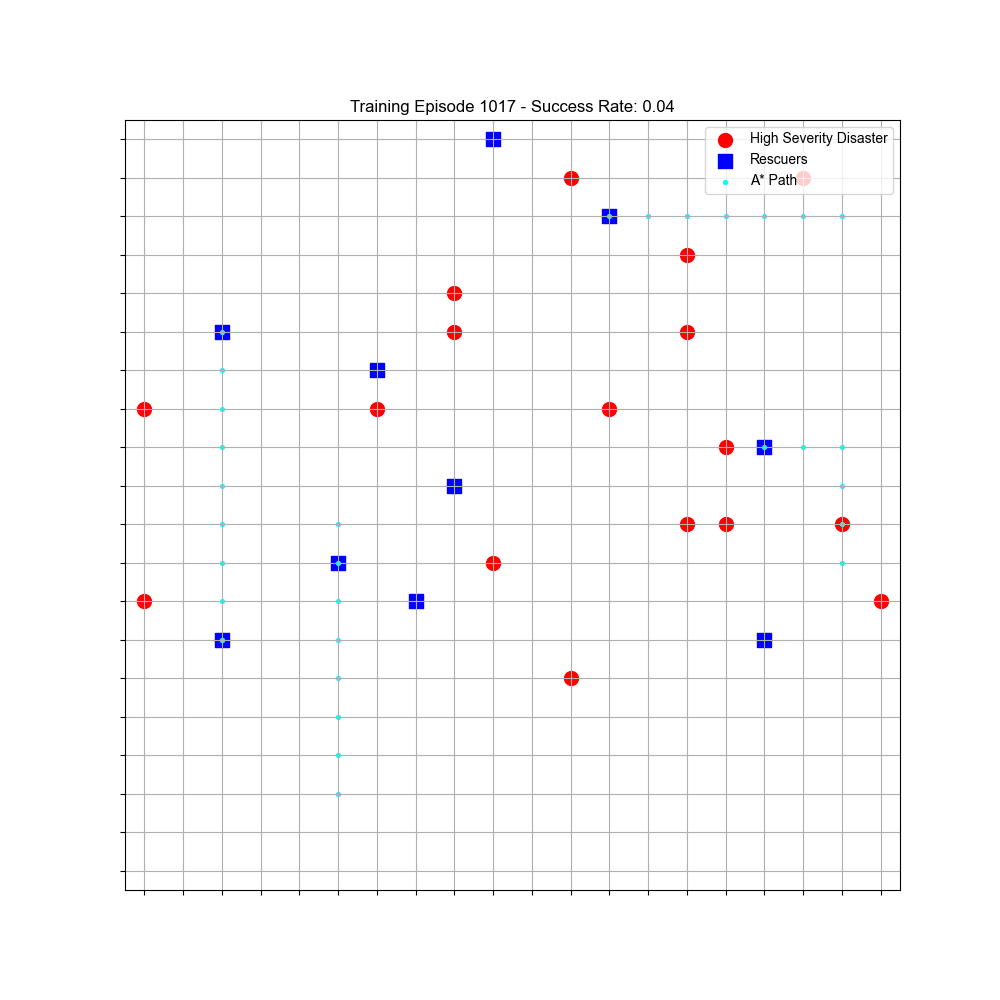 Training Episode 1017 - Success Rate: 0.04
High Severity Disaster
Rescuers
A* Path